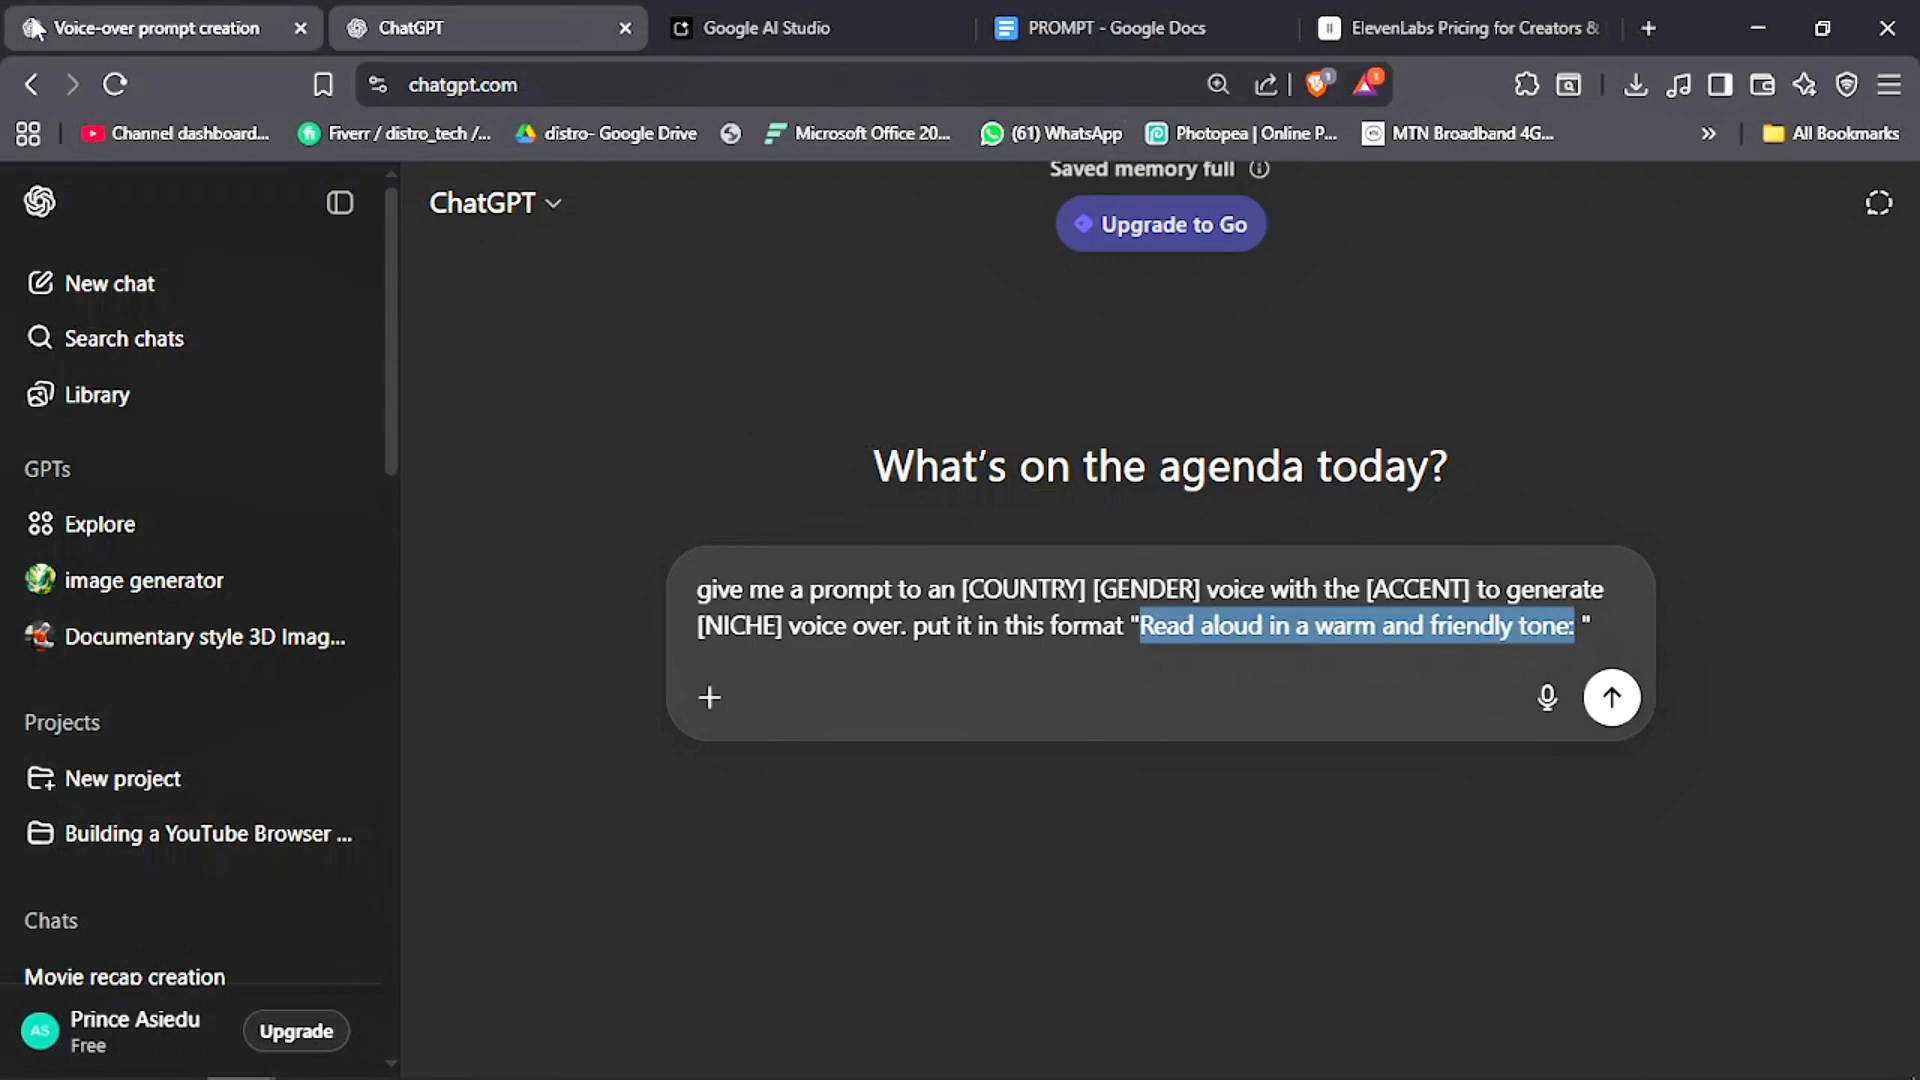 Voice-over prompt creation
ChatGPT
Google AI Studio
PROMPT - Google Docs
ElevenLabs Pricing for Creators &
chatgpt.com
1
1
Channel dashboard...
Fiverr / distro_tech /...
distro- Google Drive
Microsoft Office 20...
(61) WhatsApp
Photopea | Online P...
MTN Broadband 4G...
»
All Bookmarks
Saved memory full
ChatGPT
Upgrade to Go
New chat
Search chats
Library
GPTs
Explore
image generator
Documentary style 3D Imag...
Projects
New project
Building a YouTube Browser ...
Chats
Movie recap creation
AS
Prince Asiedu
Free
Upgrade
What's on the agenda today?
give me a prompt to an [COUNTRY] [GENDER] voice with the [ACCENT] to generate
[NICHE] voice over. put it in this format "Read aloud in a warm and friendly tone: "